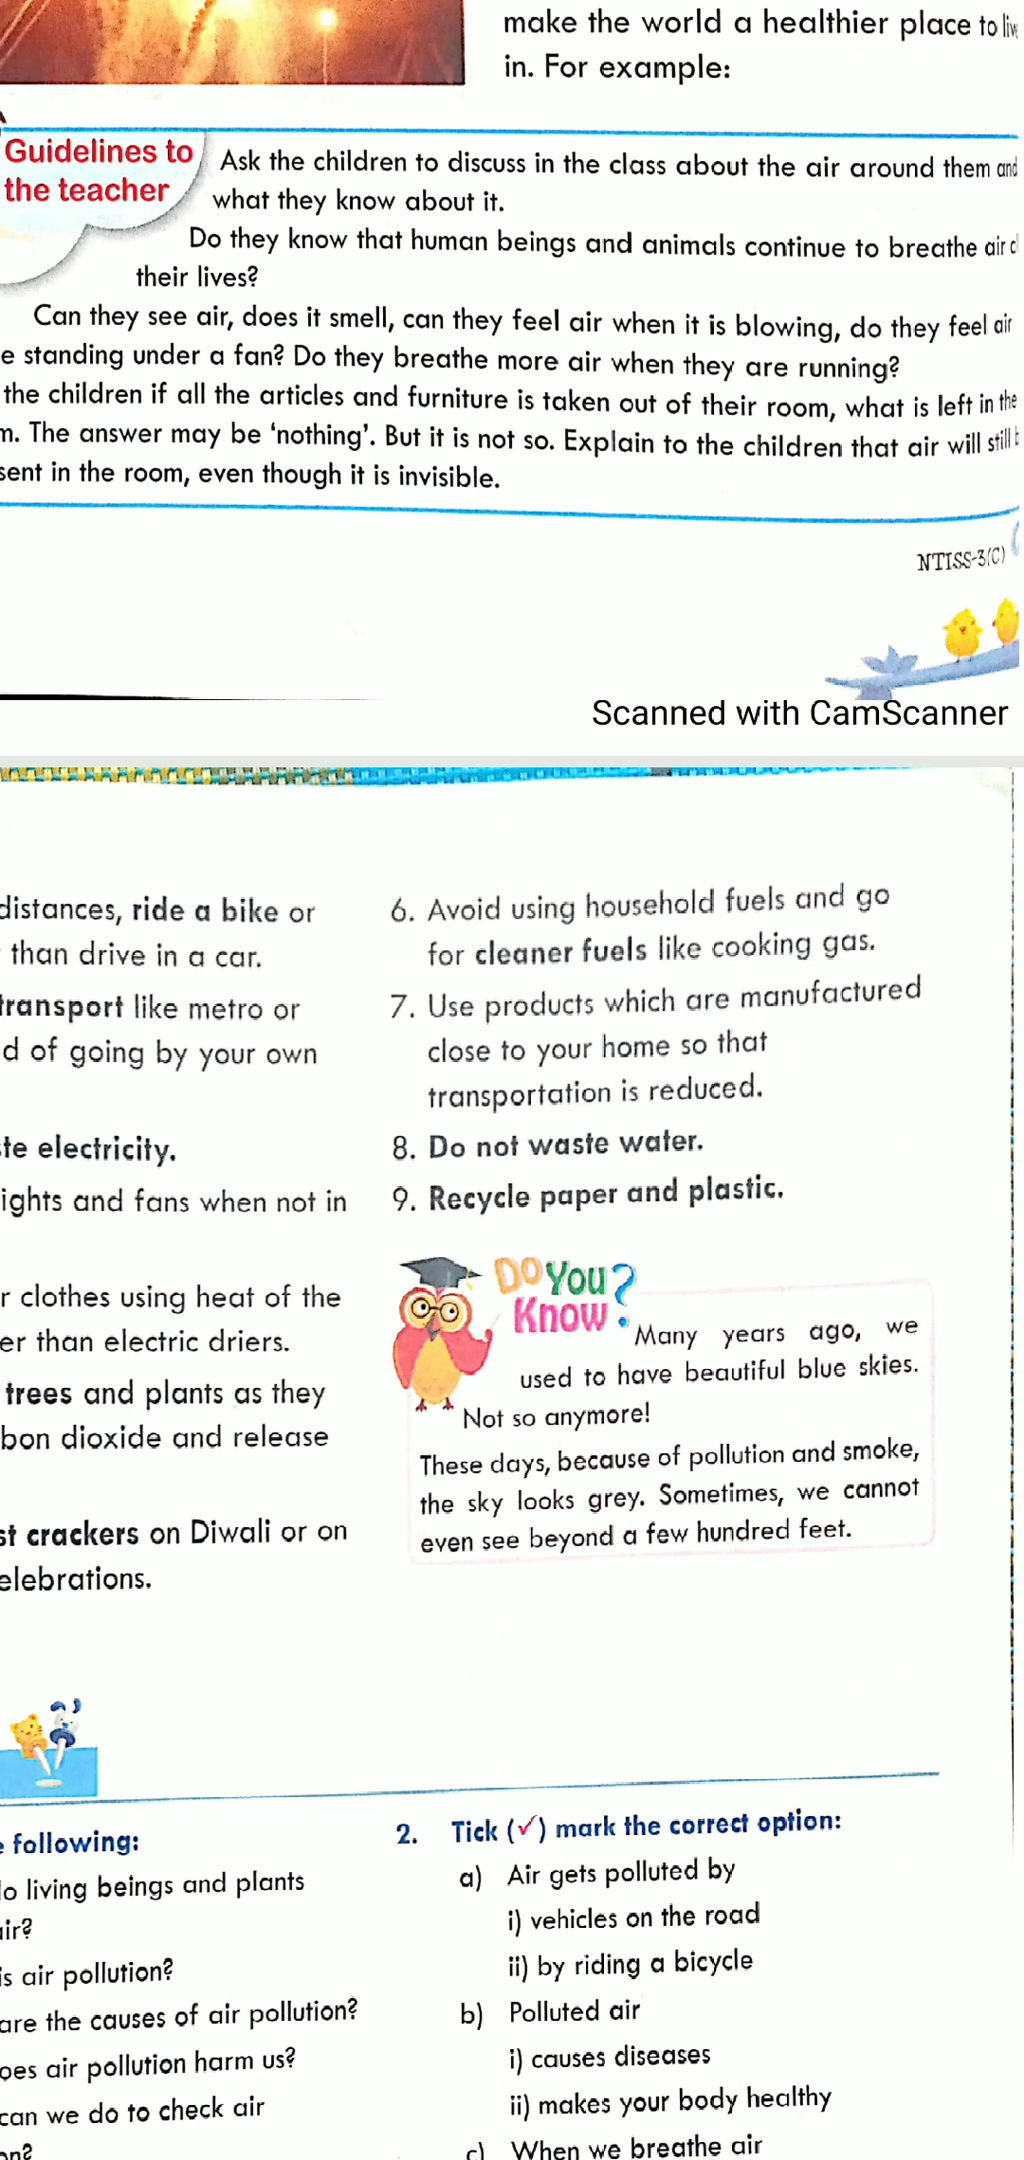 make the world a healthier place to live
in. For example:
Guidelines to
the teacher
Ask the children to discuss in the class about the air around them and
what they know about it.
Do they know that human beings and animals continue to breathe air
their lives?
Can they see air, does it smell, can they feel air when it is blowing, do they feel air
e standing under a fan? Do they breathe more air when they are running?
the children if all the articles and furniture is taken out of their room, what is left in the
m. The answer may be ‘nothing’. But it is not so. Explain to the children that air will still
sent in the room, even though it is invisible.
NTISS-3(C)
Scanned with CamScanner
distances, ride a bike or
than drive in a car.
transport like metro or
d of going by your own
te electricity.
ights and fans when not in
r clothes using heat of the
er than electric driers.
trees and plants as they
bon dioxide and release
st crackers on Diwali or on
elebrations.
6. Avoid using household fuels and go
for cleaner fuels like cooking gas.
7. Use products which are manufactured
close to your home so that
transportation is reduced.
8. Do not waste water.
9. Recycle paper and plastic.
Do You
Know?
Many years ago, we
used to have beautiful blue skies.
Not so anymore!
These days, because of pollution and smoke,
the sky looks grey. Sometimes, we cannot
even see beyond a few hundred feet.
e following:
lo living beings and plants
air?
is air pollution?
are the causes of air pollution?
oes air pollution harm us?
can we do to check air
on?
2. Tick (✓) mark the correct option:
a) Air gets polluted by
i) vehicles on the road
ii) by riding a bicycle
b) Polluted air
i) causes diseases
ii) makes your body healthy
c) When we breathe air